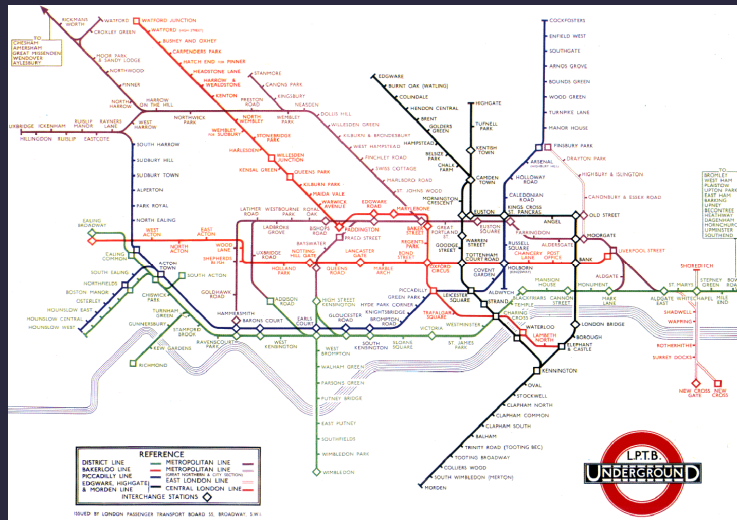 RICKMANS
WORTH
WATFORD
WATFORD JUNCTION
WATFORD (HIGH STREET)
CROXLEY GREEN
BUSHEY AND OXHEY
CARPENDERS PARK
HATCH END FOR PINNER
HEADSTONE LANE
HARROW &
WEALDSTONE
KENTON
TO
CHESHAM
AMERSHAM
GREAT MISSENDEN
WENDOVER
AYLESBURY
MOOR PARK
& SANDY LODGE
NORTHWOOD
PINNER
NORTH
HARROW
HARROW
ON THE HILL
NORTHWICK
PARK
PRESTON
ROAD
WEMBLEY
PARK
NEASDEN
STANMORE
CANONS PARK
KINGSBURY
DOLLIS HILL
WILLESDEN GREEN
KILBURN & BRONDESBURY
WEST HAMPSTEAD
FINCHLEY ROAD
SWISS COTTAGE
MARLBORO ROAD
ST. JOHNS WOOD
NORTH
WEMBLEY
WEMBLEY
FOR SUDBURY
STONEBRIDGE
PARK
HARLESDEN
WILLESDEN
JUNCTION
KENSAL GREEN
QUEENS PARK
KILBURN PARK
MAIDA VALE
WARWICK
AVENUE
EDGWARE
ROAD
MARYLEBONE
PADDINGTON
UXBRIDGE
ICKENHAM
RUISLIP
MANOR
RAYNERS
LANE
WEST
HARROW
HILLINGDON
RUISLIP
EASTCOTE
SOUTH HARROW
SUDBURY HILL
SUDBURY TOWN
ALPERTON
PARK ROYAL
NORTH EALING
EDGWARE
BURNT OAK (WATLING)
COLINDALE
HENDON CENTRAL
BRENT
GOLDERS
GREEN
HAMPSTEAD
BELSIZE
PARK
CHALK
FARM
HIGHGATE
TUFNELL
PARK
KENTISH
TOWN
CAMDEN
TOWN
MORNINGTON
CRESCENT
EUSTON
COCKFOSTERS
ENFIELD WEST
SOUTHGATE
ARNOS GROVE
BOUNDS GREEN
WOOD GREEN
TURNPIKE LANE
MANOR HOUSE
FINSBURY PARK
ARSENAL
HOLLOWAY
ROAD
CALEDONIAN
ROAD
KINGS CROSS
ST. PANCRAS
DRAYTON PARK
HIGHBURY & ISLINGTON
CANONBURY & ESSEX ROAD
OLD STREET
ANGEL
MOORGATE
LIVERPOOL STREET
TO
BROMLEY
WEST HAM
PLAISTOW
UPTON PARK
EAST HAM
BARKING
UPNEY
BECONTREE
HEATHWAY
DAGENHAM
HORNCHURCH
UPMINSTER
SOUTHEND
EALING
BROADWAY
EALING
COMMON
WEST
ACTON
NORTH
ACTON
EAST
ACTON
WOOD
LANE
SHEPHERDS
BUSH
LATIMER
ROAD
WESTBOURNE
PARK
ROYAL
OAK
LADBROKE
GROVE
BISHOPS
ROAD
PRAED STREET
BAYSWATER
UXBRIDGE
ROAD
HOLLAND
PARK
NOTTING
HILL GATE
QUEENS
ROAD
LANCASTER
GATE
MARBLE
ARCH
BOND
STREET
OXFORD
CIRCUS
BAKER
STREET
REGENTS
PARK
GREAT
PORTLAND
EUSTON
SQUARE
WARREN
STREET
GOODGE
STREET
TOTTENHAM
COURT ROAD
RUSSELL
SQUARE
FARRINGDON
ALDERSGATE
CHANCERY
LANE
POST
OFFICE
BANK
HOLBORN
COVENT
GARDEN
ALDWYCH
SOUTH EALING
NORTHFIELDS
BOSTON MANOR
OSTERLEY
HOUNSLOW EAST
HOUNSLOW CENTRAL
HOUNSLOW WEST
ACTON
TOWN
SOUTH ACTON
CHISWICK
PARK
TURNHAM
GREEN
GUNNERSBURY
KEW GARDENS
RICHMOND
STAMFORD
BROOK
RAVENSCOURT
PARK
GOLDHAWK
ROAD
HAMMERSMITH
BARONS COURT
WEST
KENSINGTON
ADDISON
ROAD
EARLS
COURT
HIGH STREET
KENSINGTON
GLOUCESTER
ROAD
SOUTH
KENSINGTON
BROMPTON
ROAD
KNIGHTSBRIDGE
HYDE PARK CORNER
GREEN PARK
PICCADILLY
SLOANE
SQUARE
VICTORIA
ST. JAMES
PARK
WESTMINSTER
LEICESTER
SQUARE
TRAFALGAR
SQUARE
STRAND
CHARING
CROSS
TEMPLE
BLACKFRIARS
MANSION
HOUSE
CANNON
STREET
MONUMENT
MARK
LANE
ALDGATE
ALDGATE
EAST
ST. MARYS
WHITECHAPEL
STEPNEY
GREEN
MILE
END
BOW
ROAD
SHOREDITCH
SHADWELL
WAPPING
ROTHERHITHE
SURREY DOCKS
NEW CROSS
GATE
NEW
CROSS
WATERLOO
LAMBETH
NORTH
LONDON BRIDGE
BOROUGH
ELEPHANT
& CASTLE
KENNINGTON
OVAL
STOCKWELL
CLAPHAM NORTH
CLAPHAM COMMON
CLAPHAM SOUTH
BALHAM
TRINITY ROAD (TOOTING BEC)
TOOTING BROADWAY
COLLIERS WOOD
SOUTH WIMBLEDON (MERTON)
MORDEN
WEST
BROMPTON
WALHAM GREEN
PARSONS GREEN
PUTNEY BRIDGE
EAST PUTNEY
SOUTHFIELDS
WIMBLEDON PARK
WIMBLEDON
REFERENCE
DISTRICT LINE
BAKERLOO LINE
PICCADILLY LINE
EDGWARE, HIGHGATE
& MORDEN LINE
METROPOLITAN LINE
METROPOLITAN LINE
(GREAT NORTHERN & CITY SECTION)
EAST LONDON LINE
CENTRAL LONDON LINE
INTERCHANGE STATIONS
ISSUED BY LONDON PASSENGER TRANSPORT BOARD 55, BROADWAY, S.W.1
L.P.T.B.
UNDERGROUND